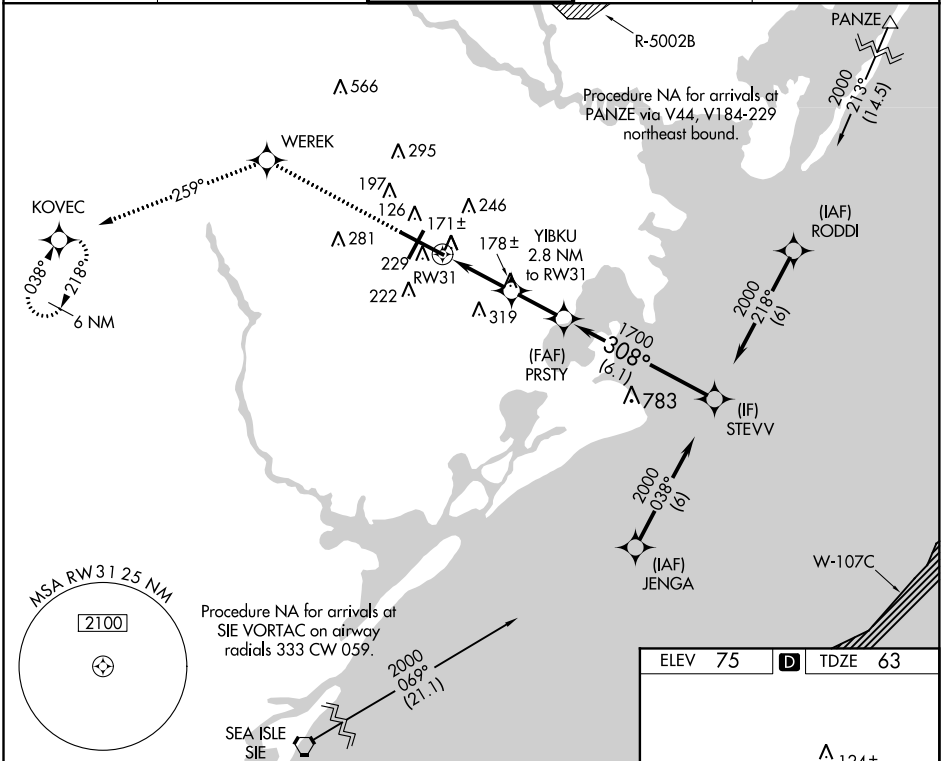 PANZE
R-5002B
2000
213°
(14.5)
Procedure NA for arrivals at
PANZE via V44, V184-229
northeast bound.
566
WEREK
295
259°
197
KOVEC
126
171±
246
(IAF)
RODDI
281
178±
YIBKU
2.8 NM
to RW31
229
RW31
038°
218°
6 NM
222
319
2000
218°
(6)
(FAF)
PRSTY
1700
308°
(6.1)
783
(IF)
STEVV
2000
038°
(6)
(IAF)
JENGA
W-107C
MSA RW31 25 NM
2100
Procedure NA for arrivals at
SIE VORTAC on airway
radials 333 CW 059.
2000
069°
(21.1)
SEA ISLE
SIE
ELEV 75 D TDZE 63
124±